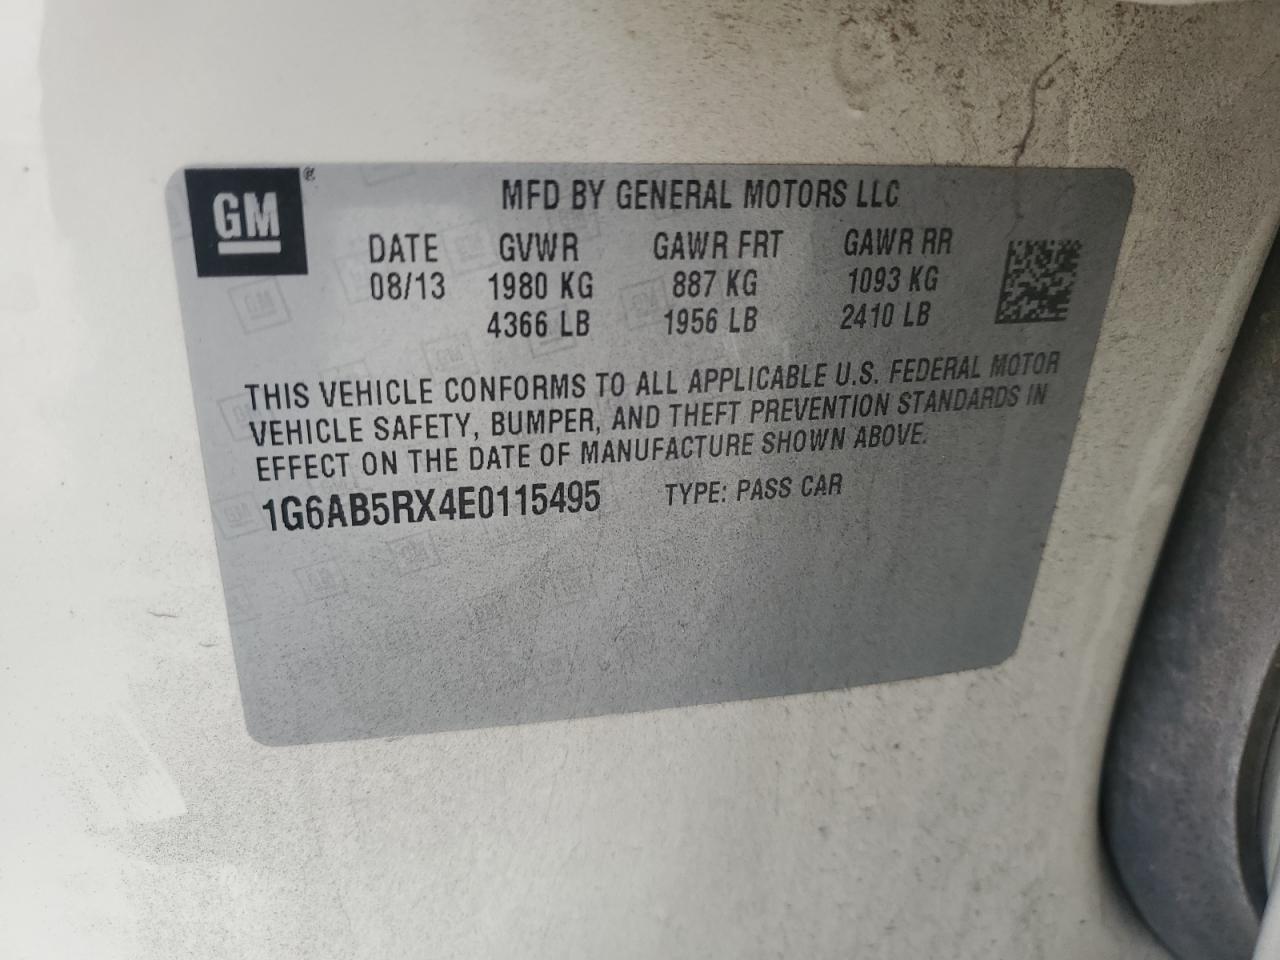 GM ®
MFD BY GENERAL MOTORS LLC
DATE GVWR GAWR FRT GAWR RR
08/13 1980 KG 887 KG 1093 KG
4366 LB 1956 LB 2410 LB
THIS VEHICLE CONFORMS TO ALL APPLICABLE U.S. FEDERAL MOTOR
VEHICLE SAFETY, BUMPER, AND THEFT PREVENTION STANDARDS IN
EFFECT ON THE DATE OF MANUFACTURE SHOWN ABOVE.
1G6AB5RX4E0115495 TYPE: PASS CAR